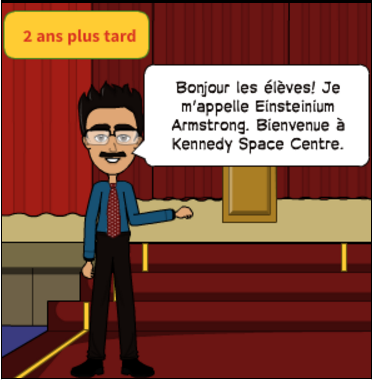 2 ans plus tard
Bonjour les élèves! Je
m'appelle Einsteinium
Armstrong. Bienvenue à
Kennedy Space Centre.